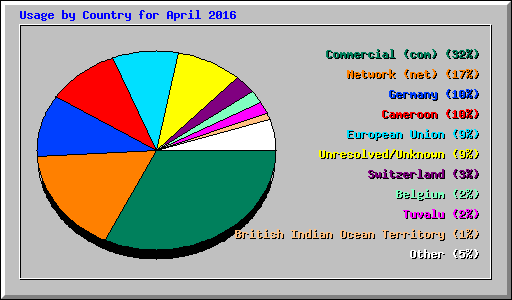 Usage by Country for April 2016
Commercial (com) (32%)
Network (net) (17%)
Germany (10%)
Cameroon (10%)
European Union (9%)
Unresolved/Unknown (9%)
Switzerland (3%)
Belgium (2%)
Tuvalu (2%)
British Indian Ocean Territory (1%)
Other (5%)